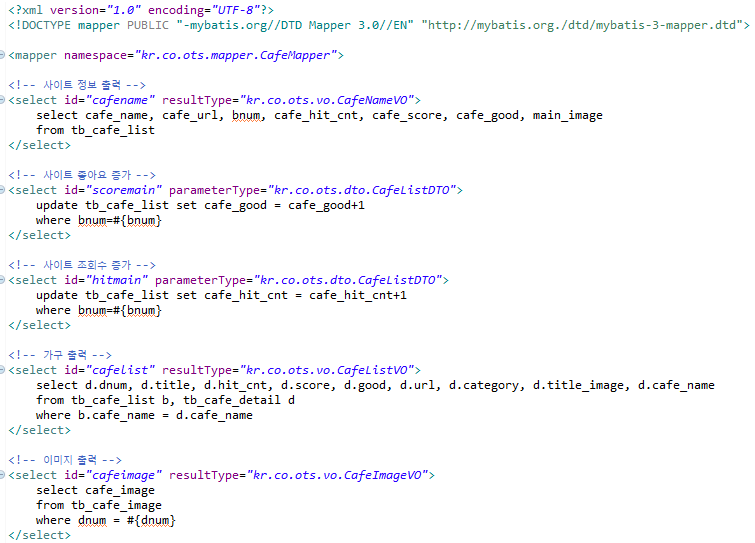 <?xml version="1.0" encoding="UTF-8"?>
<!DOCTYPE mapper PUBLIC "-mybatis.org//DTD Mapper 3.0//EN" "http://mybatis.org./dtd/mybatis-3-mapper.dtd">
<mapper namespace="kr.co.ots.mapper.CafeMapper">
<!-- 사이트 정보 출력 -->
<select id="cafename" resultType="kr.co.ots.vo.CafeNameVO">
select cafe_name, cafe_url, bnum, cafe_hit_cnt, cafe_score, cafe_good, main_image
from tb_cafe_list
</select>
<!-- 사이트 좋아요 증가 -->
<select id="scoremain" parameterType="kr.co.ots.dto.CafeListDTO">
update tb_cafe_list set cafe_good = cafe_good+1
where bnum=#{bnum}
</select>
<!-- 사이트 조회수 증가 -->
<select id="hitmain" parameterType="kr.co.ots.dto.CafeListDTO">
update tb_cafe_list set cafe_hit_cnt = cafe_hit_cnt+1
where bnum=#{bnum}
</select>
<!-- 가구 출력 -->
<select id="cafelist" resultType="kr.co.ots.vo.CafeListVO">
select d.dnum, d.title, d.hit_cnt, d.score, d.good, d.url, d.category, d.title_image, d.cafe_name
from tb_cafe_list b, tb_cafe_detail d
where b.cafe_name = d.cafe_name
</select>
<!-- 이미지 출력 -->
<select id="cafeimage" resultType="kr.co.ots.vo.CafeImageVO">
select cafe_image
from tb_cafe_image
where dnum = #{dnum}
</select>